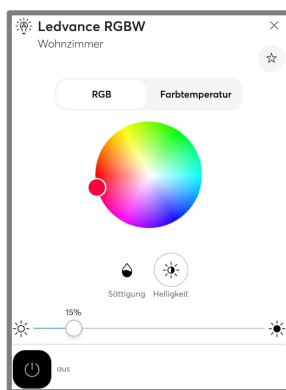 Ledvance RGBW
Wohnzimmer
RGB Farbtemperatur
Sättigung Helligkeit
15%
aus